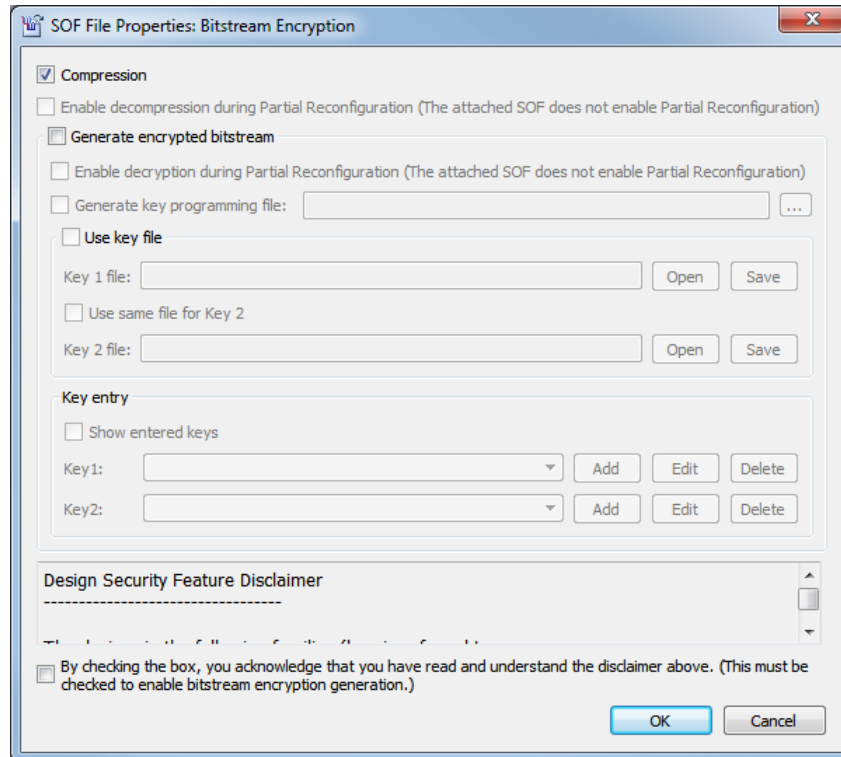 SOF File Properties: Bitstream Encryption
Compression
Enable decompression during Partial Reconfiguration (The attached SOF does not enable Partial Reconfiguration)
Generate encrypted bitstream
Enable decryption during Partial Reconfiguration (The attached SOF does not enable Partial Reconfiguration)
Generate key programming file: ...
Use key file
Key 1 file: Open Save
Use same file for Key 2
Key 2 file: Open Save
Key entry
Show entered keys
Key1: Add Edit Delete
Key2: Add Edit Delete
Design Security Feature Disclaimer
----------------------------------
By checking the box, you acknowledge that you have read and understand the disclaimer above. (This must be
checked to enable bitstream encryption generation.)
OK Cancel